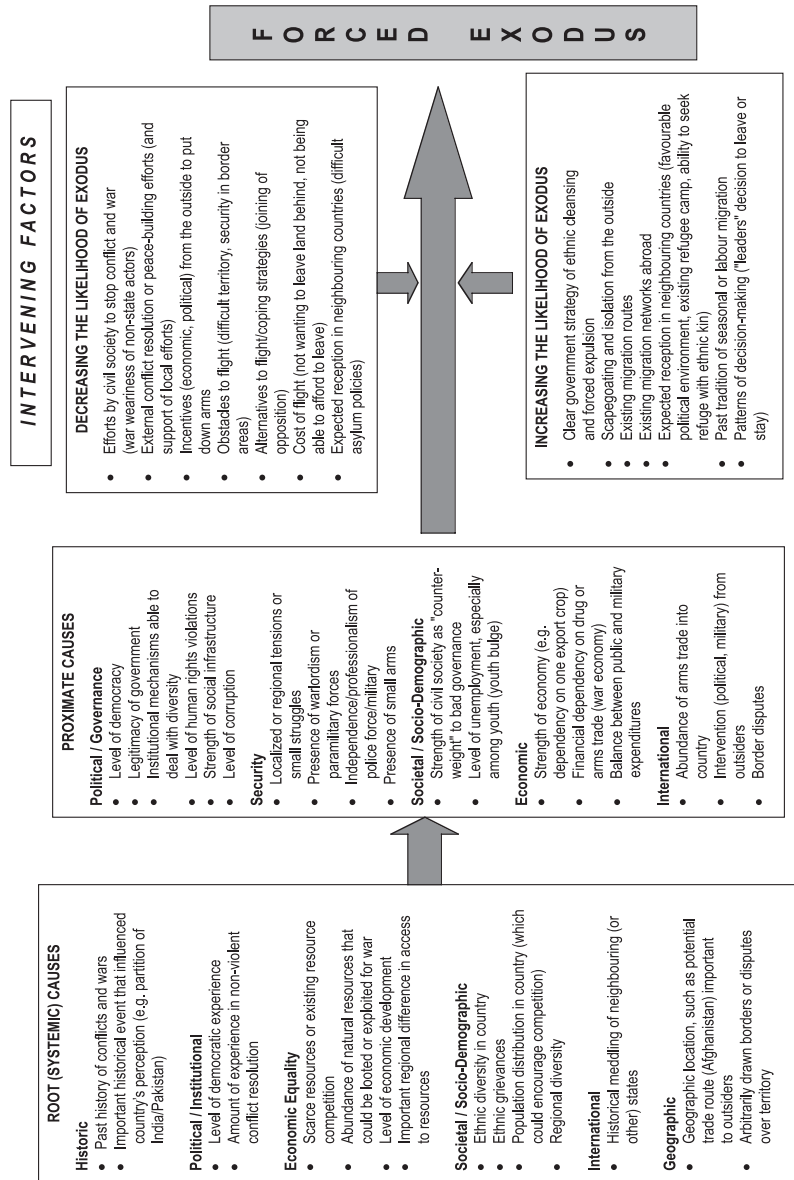 ROOT (SYSTEMIC) CAUSES
Historic
• Past history of conflicts and wars
• Important historical event that influenced
country's perception (e.g. partition of
India/Pakistan)
Political / Institutional
• Level of democratic experience
• Amount of experience in non-violent
conflict resolution
Economic Equality
• Scarce resources or existing resource
competition
• Abundance of natural resources that
could be looted or exploited for war
• Level of economic development
• Important regional difference in access
to resources
Societal / Socio-Demographic
• Ethnic diversity in country
• Ethnic grievances
• Population distribution in country (which
could encourage competition)
• Regional diversity
International
• Historical meddling of neighbouring (or
other) states
Geographic
• Geographic location, such as potential
trade route (Afghanistan) important
to outsiders
• Arbitrarily drawn borders or disputes
over territory
PROXIMATE CAUSES
Political / Governance
• Level of democracy
• Legitimacy of government
• Institutional mechanisms able to
deal with diversity
• Level of human rights violations
• Strength of social infrastructure
• Level of corruption
Security
• Localized or regional tensions or
small struggles
• Presence of warlordism or
paramilitary forces
• Independence/professionalism of
police force/military
• Presence of small arms
Societal / Socio-Demographic
• Strength of civil society as "counter-
weight" to bad governance
• Level of unemployment, especially
among youth (youth bulge)
Economic
• Strength of economy (e.g.
dependency on one export crop)
• Financial dependency on drug or
arms trade (war economy)
• Balance between public and military
expenditures
International
• Abundance of arms trade into
country
• Intervention (political, military) from
outsiders
• Border disputes
INTERVENING FACTORS
DECREASING THE LIKELIHOOD OF EXODUS
• Efforts by civil society to stop conflict and war
(war weariness of non-state actors)
• External conflict resolution or peace-building efforts (and
support of local efforts)
• Incentives (economic, political) from the outside to put
down arms
• Obstacles to flight (difficult territory, security in border
areas)
• Alternatives to flight/coping strategies (joining of
opposition)
• Cost of flight (not wanting to leave land behind, not being
able to afford to leave)
• Expected reception in neighbouring countries (difficult
asylum policies)
INCREASING THE LIKELIHOOD OF EXODUS
• Clear government strategy of ethnic cleansing
and forced expulsion
• Scapegoating and isolation from the outside
• Existing migration routes
• Existing migration networks abroad
• Expected reception in neighbouring countries (favourable
political environment, existing refugee camp, ability to seek
refuge with ethnic kin)
• Past tradition of seasonal or labour migration
• Patterns of decision-making ("leaders" decision to leave or
stay)
FORCED EXODUS